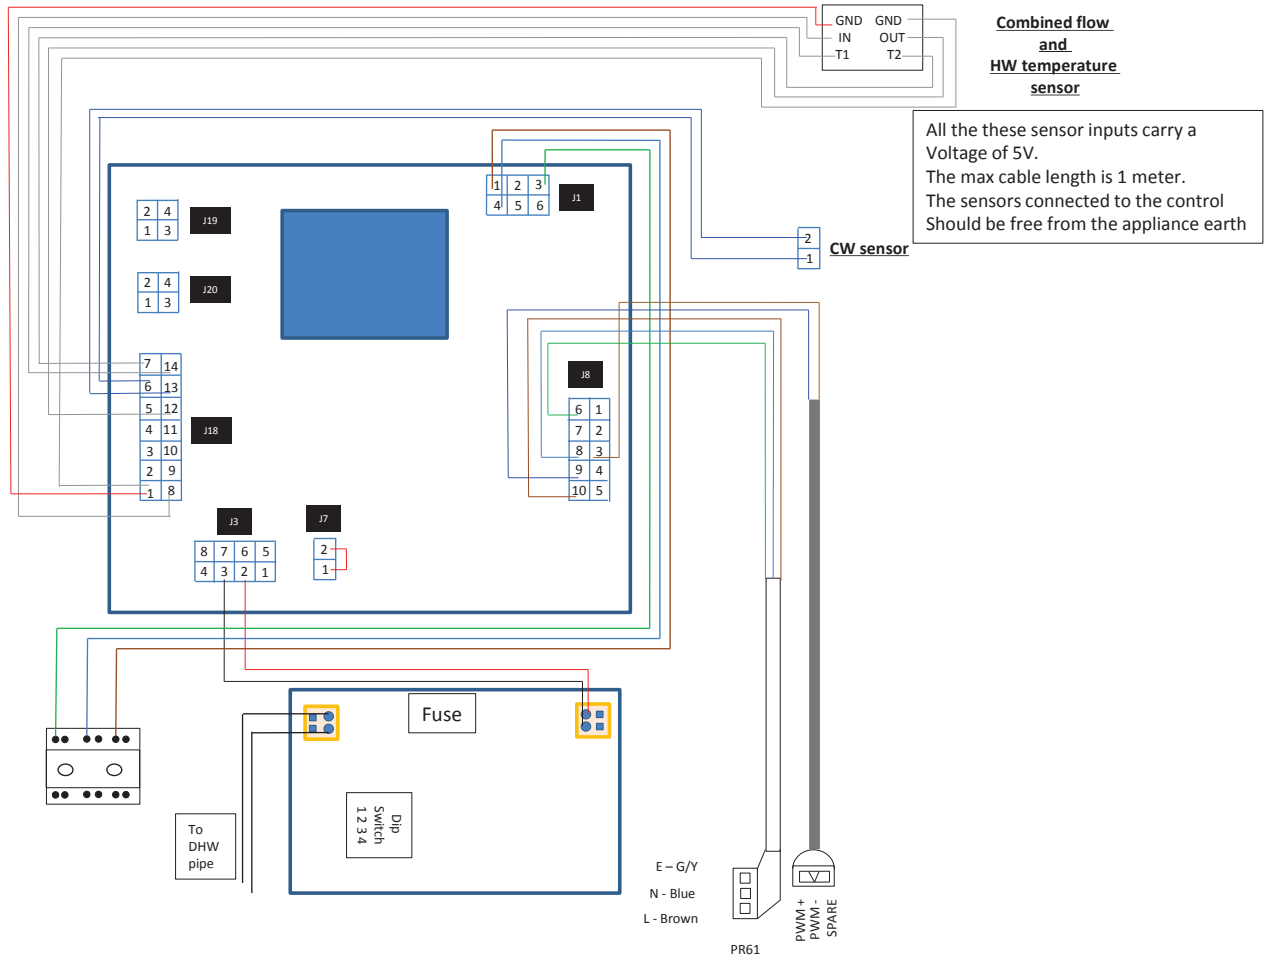 GND GND
IN OUT
T1 T2
Combined flow
and
HW temperature
sensor
All the these sensor inputs carry a
Voltage of 5V.
The max cable length is 1 meter.
The sensors connected to the control
Should be free from the appliance earth
1 2 3
4 5 6
J1
2 4
1 3
J19
2
1
CW sensor
2 4
1 3
J20
7 14
6 13
5 12
4 11
3 10
2 9
1 8
J18
J8
6 1
7 2
8 3
9 4
10 5
J3
8 7 6 5
4 3 2 1
J7
2
1
Fuse
Dip
Switch
1 2 3 4
To
DHW
pipe
E – G/Y
N - Blue
L - Brown
PR61
PWM +
PWM -
SPARE